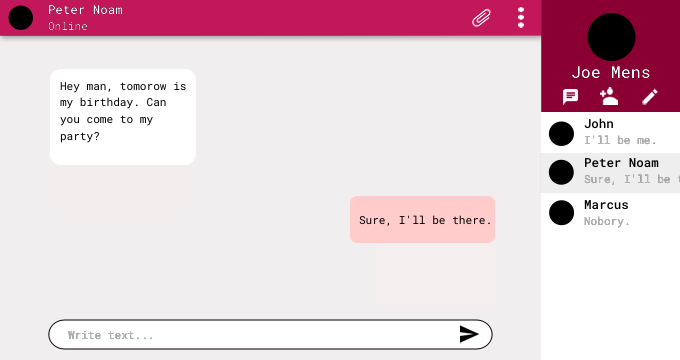 Peter Noam
Online
Hey man, tomorow is
my birthday. Can
you come to my
party?
Sure, I'll be there.
Write text...
Joe Mens
John
I'll be me.
Peter Noam
Sure, I'll be t
Marcus
Nobory.